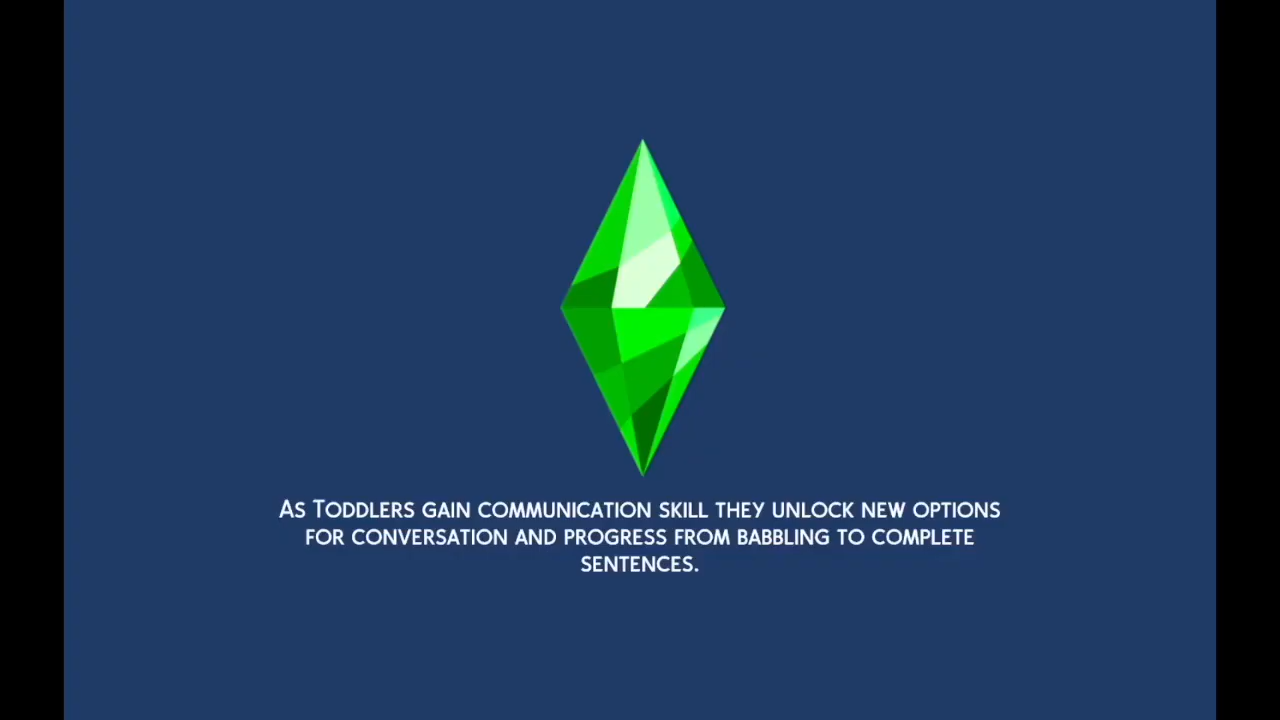 As Toddlers gain communication skill they unlock new options
for conversation and progress from babbling to complete
sentences.